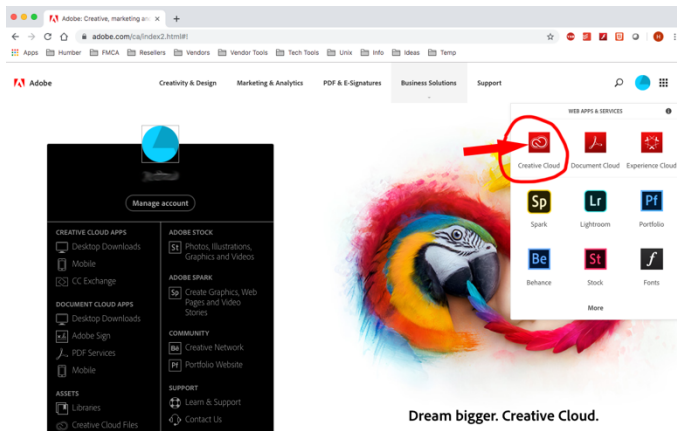 Adobe: Creative, marketing an
adobe.com/ca/index2.html#!
Apps Humber FMCA Resellers Vendors Vendor Tools Tech Tools Unix Info Ideas Temp
Adobe Creativity & Design Marketing & Analytics PDF & E-Signatures Business Solutions Support
WEB APPS & SERVICES
Creative Cloud Document Cloud Experience Cloud
Sp Lr Pf
Spark Lightroom Portfolio
Be St f
Behance Stock Fonts
More
Manage account
CREATIVE CLOUD APPS
Desktop Downloads
Mobile
CC Exchange
DOCUMENT CLOUD APPS
Desktop Downloads
Adobe Sign
PDF Services
Mobile
ASSETS
Libraries
Creative Cloud Files
ADOBE STOCK
St Photos, Illustrations,
Graphics and Videos
ADOBE SPARK
Sp Create Graphics, Web
Pages and Video
Stories
COMMUNITY
Be Creative Network
Pf Portfolio Website
SUPPORT
Learn & Support
Contact Us
Dream bigger. Creative Cloud.